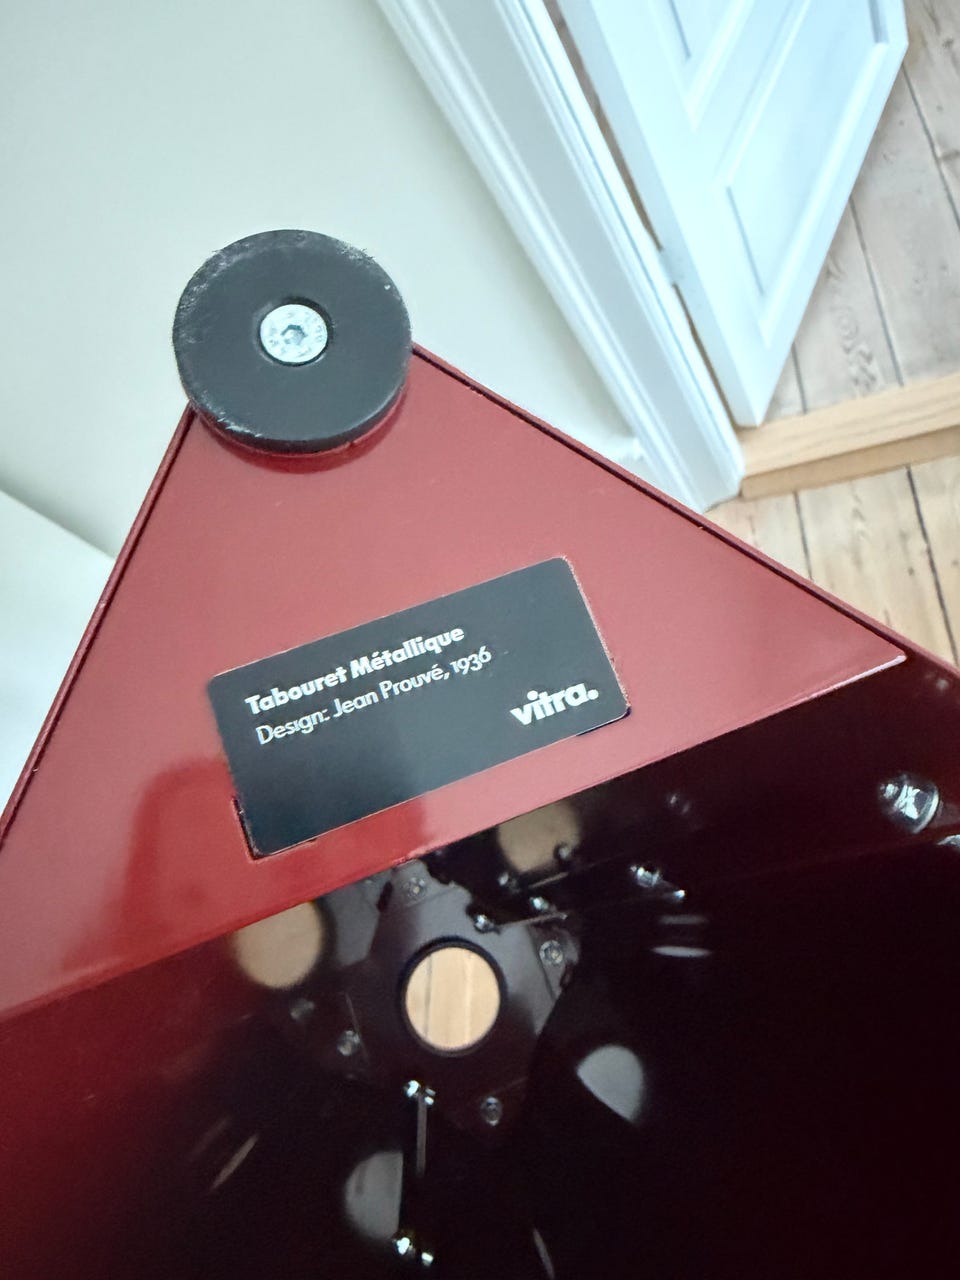 Tabouret Métallique
Design: Jean Prouvé, 1936
vitra.